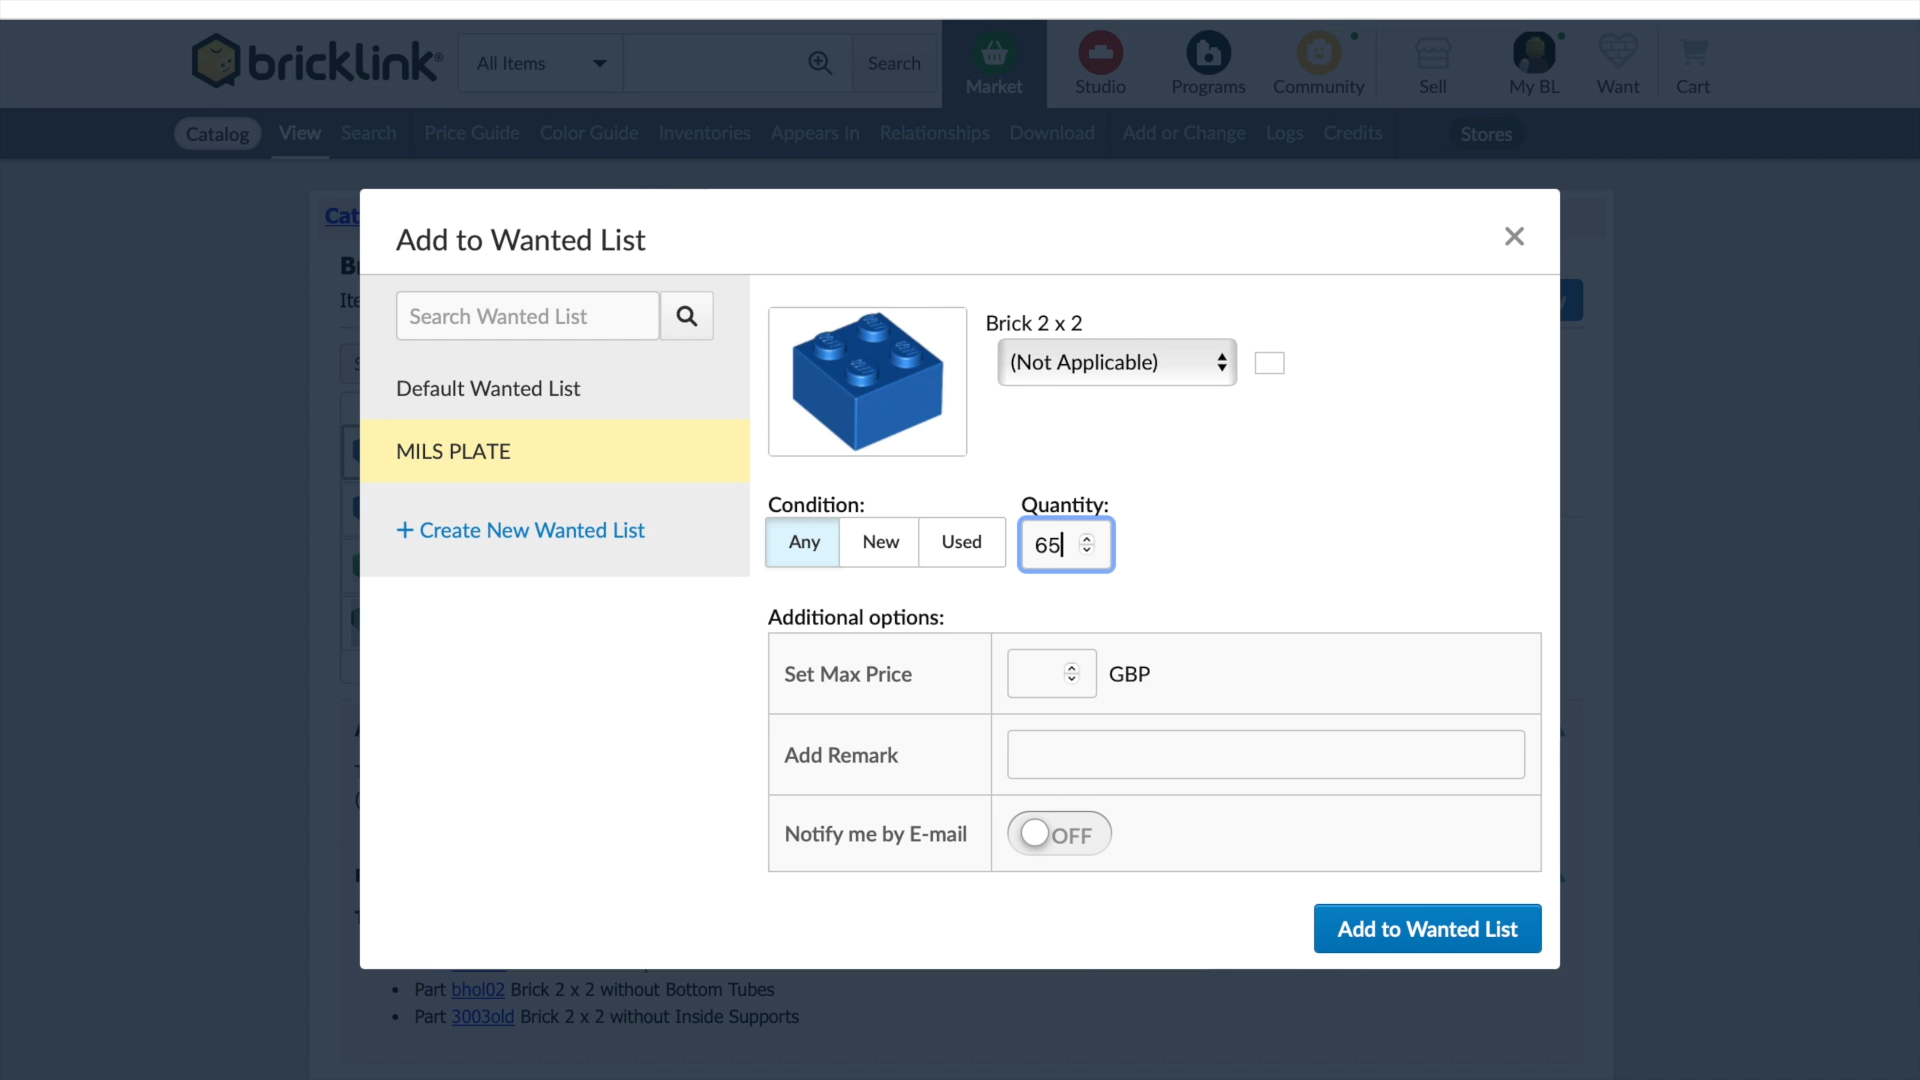 bricklink®
All Items
Search
Market
Studio
Programs
Community
Sell
My BL
Want
Cart
Catalog
View
Search
Price Guide
Color Guide
Inventories
Appears In
Relationships
Download
Add or Change
Logs
Credits
Stores
Add to Wanted List
Search Wanted List
Default Wanted List
MILS PLATE
+ Create New Wanted List
Brick 2 x 2
(Not Applicable)
Condition:
Quantity:
Any
New
Used
65
Additional options:
Set Max Price
GBP
Add Remark
Notify me by E-mail
OFF
Add to Wanted List
• Part bhol02 Brick 2 x 2 without Bottom Tubes
• Part 3003old Brick 2 x 2 without Inside Supports